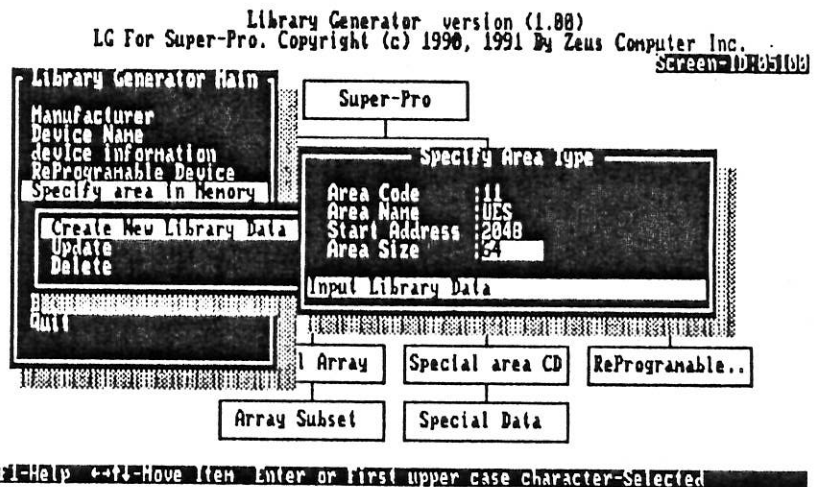 Library Generator version (1.00)
LG For Super-Pro. Copyright (c) 1990, 1991 By Zeus Computer Inc.
Screen-ID:05100
Library Generator Main
Manufacturer
Device Name
device information
ReProgramable Device
Specify area in Memory
Create New Library Data
Update
Delete
Quit
Super-Pro
Specify Area Type
Area Code :11
Area Name :UES
Start Address :2048
Area Size :64
Input Library Data
l Array
Special area CD
ReProgramable..
Array Subset
Special Data
F1-Help ←→↑↓-Move Item Enter or First upper case character-Selected